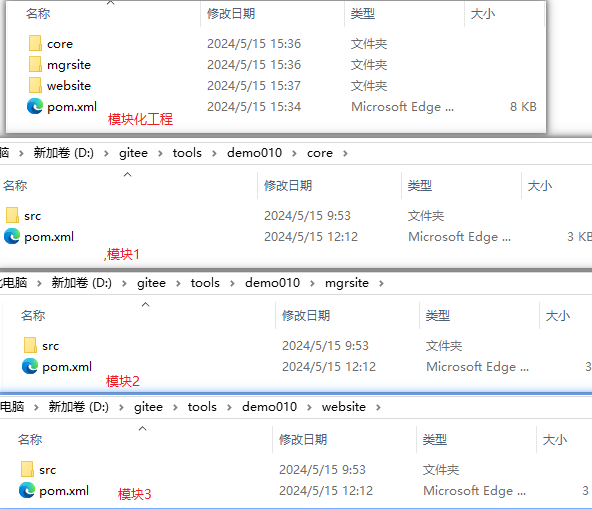 名称 修改日期 类型 大小
core 2024/5/15 15:36 文件夹
mgrsite 2024/5/15 15:36 文件夹
website 2024/5/15 15:37 文件夹
pom.xml 2024/5/15 15:34 Microsoft Edge ... 8 KB
模块化工程
脑 › 新加卷 (D:) › gitee › tools › demo010 › core ›
名称 修改日期 类型 大小
src 2024/5/15 9:53 文件夹
pom.xml 2024/5/15 12:12 Microsoft Edge ... 3 KB
,模块1
电脑 › 新加卷 (D:) › gitee › tools › demo010 › mgrsite ›
名称 修改日期 类型 大小
src 2024/5/15 9:53 文件夹
pom.xml 2024/5/15 12:12 Microsoft Edge ... 3
模块2
电脑 › 新加卷 (D:) › gitee › tools › demo010 › website ›
名称 修改日期 类型 大小
src 2024/5/15 9:53 文件夹
pom.xml 2024/5/15 12:12 Microsoft Edge ... 3
模块3